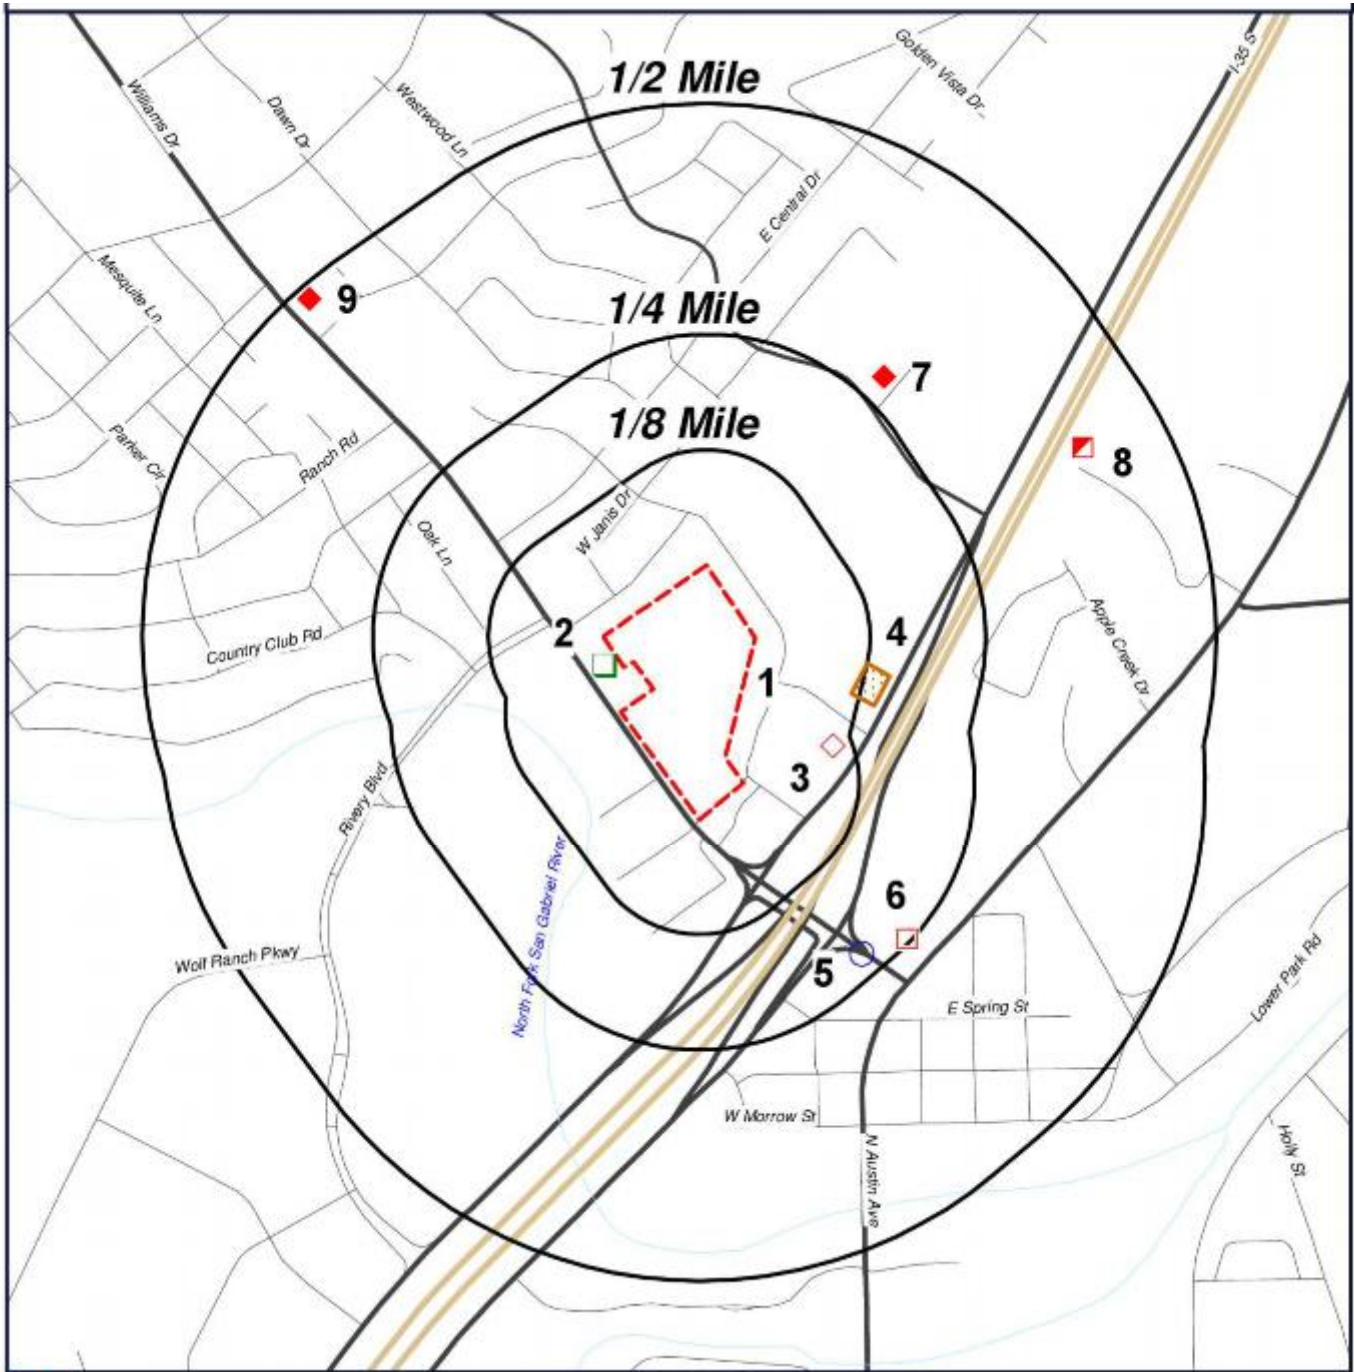 1/2 Mile
Golden Vista Dr
I-35 S
Williams Dr
Dawn Dr
Westwood Ln
E Central Dr
Mesquite Ln
9
1/4 Mile
7
1/8 Mile
Parker Cir
Ranch Rd
8
W Janis Dr
Oak Ln
2
4
Country Club Rd
1
Apple Creek Dr
3
Rivery Blvd
North Fork San Gabriel River
6
5
Wolf Ranch Pkwy
E Spring St
Lower Park Rd
W Morrow St
N Austin Ave
Holly St